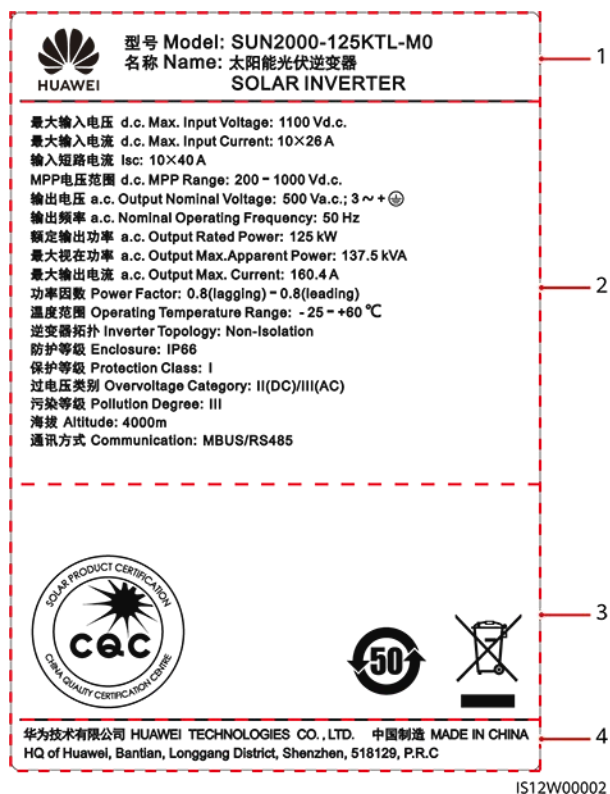 HUAWEI
型号 Model: SUN2000-125KTL-M0
名称 Name: 太阳能光伏逆变器
SOLAR INVERTER
1
最大输入电压 d.c. Max. Input Voltage: 1100 Vd.c.
最大输入电流 d.c. Max. Input Current: 10×26 A
输入短路电流 Isc: 10×40 A
MPP电压范围 d.c. MPP Range: 200 - 1000 Vd.c.
输出电压 a.c. Output Nominal Voltage: 500 Va.c.; 3 ~ + ⏚
输出频率 a.c. Nominal Operating Frequency: 50 Hz
额定输出功率 a.c. Output Rated Power: 125 kW
最大视在功率 a.c. Output Max.Apparent Power: 137.5 kVA
最大输出电流 a.c. Output Max. Current: 160.4 A
功率因数 Power Factor: 0.8(lagging) - 0.8(leading)
温度范围 Operating Temperature Range: - 25 - +60 ℃
逆变器拓扑 Inverter Topology: Non-Isolation
防护等级 Enclosure: IP66
保护等级 Protection Class: I
过电压类别 Overvoltage Category: II(DC)/III(AC)
污染等级 Pollution Degree: III
海拔 Altitude: 4000m
通讯方式 Communication: MBUS/RS485
2
SOLAR PRODUCT CERTIFICATION
CQC
CHINA QUALITY CERTIFICATION CENTRE
50
3
华为技术有限公司 HUAWEI TECHNOLOGIES CO.,LTD. 中国制造 MADE IN CHINA
HQ of Huawei, Bantian, Longgang District, Shenzhen, 518129, P.R.C
4
IS12W00002